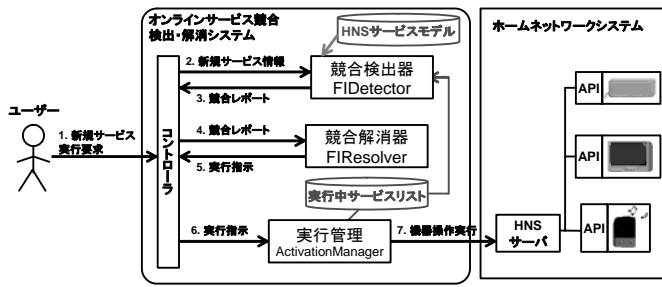 オンラインサービス競合
検出・解消システム
HNSサービスモデル
ホームネットワークシステム
2. 新規サービス情報
競合検出器
FIDetector
3. 競合レポート
API
ユーザー
1. 新規サービス
実行要求
コントローラ
4. 競合レポート
競合解消器
FIResolver
5. 実行指示
API
実行中サービスリスト
6. 実行指示
実行管理
ActivationManager
7. 機器操作実行
HNS
サーバ
API